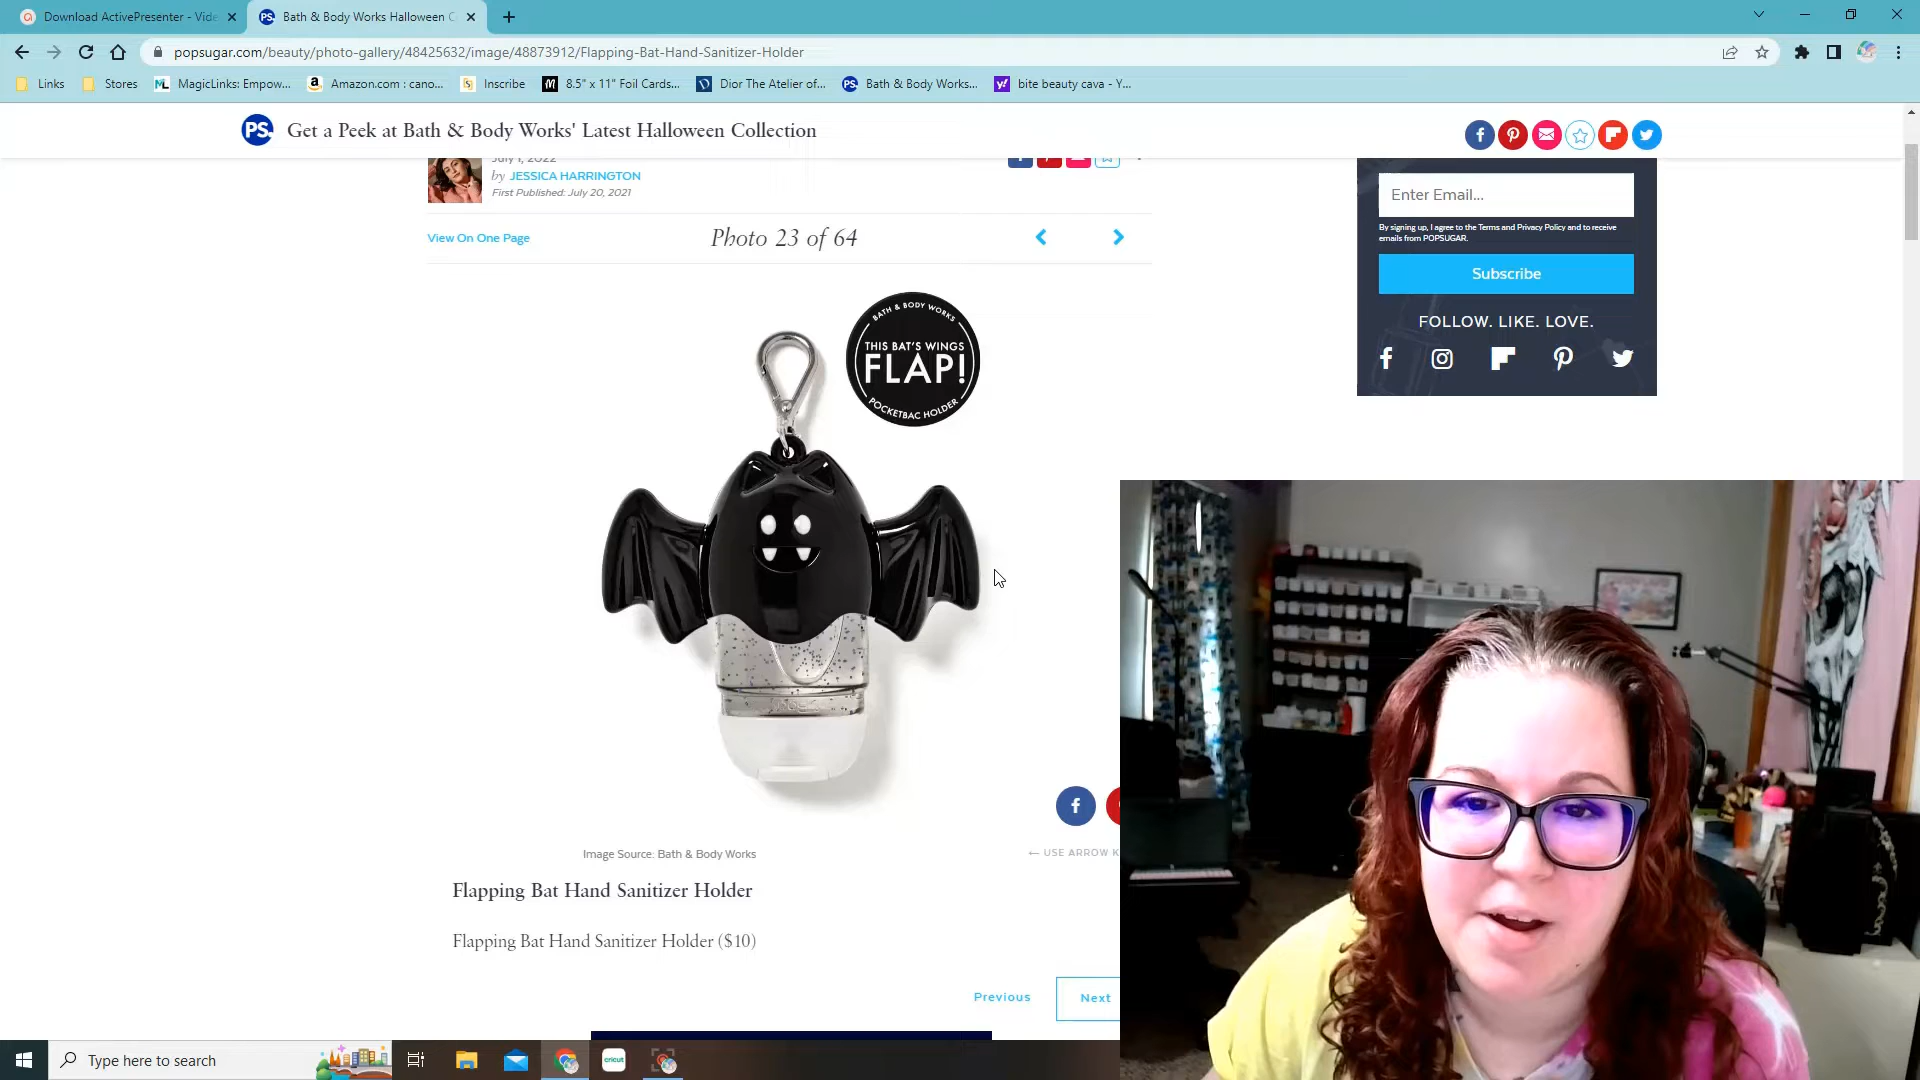 Download ActivePresenter - Vide
Bath & Body Works Halloween C
popsugar.com/beauty/photo-gallery/48425632/image/48873912/Flapping-Bat-Hand-Sanitizer-Holder
Links
Stores
ML
MagicLinks: Empow...
Amazon.com : cano...
Inscribe
8.5" x 11" Foil Cards...
Dior The Atelier of...
PS
Bath & Body Works...
y!
bite beauty cava - Y...
PS.
Get a Peek at Bath & Body Works' Latest Halloween Collection
July 1, 2022
by JESSICA HARRINGTON
First Published: July 20, 2021
View On One Page
Photo 23 of 64
Enter Email...
By signing up, I agree to the Terms and Privacy Policy and to receive
emails from POPSUGAR.
Subscribe
FOLLOW. LIKE. LOVE.
BATH & BODY WORKS
THIS BAT'S WINGS
FLAP!
POCKETBAC HOLDER
Image Source: Bath & Body Works
← USE ARROW K
Flapping Bat Hand Sanitizer Holder
Flapping Bat Hand Sanitizer Holder ($10)
Previous
Next
Type here to search
cricut